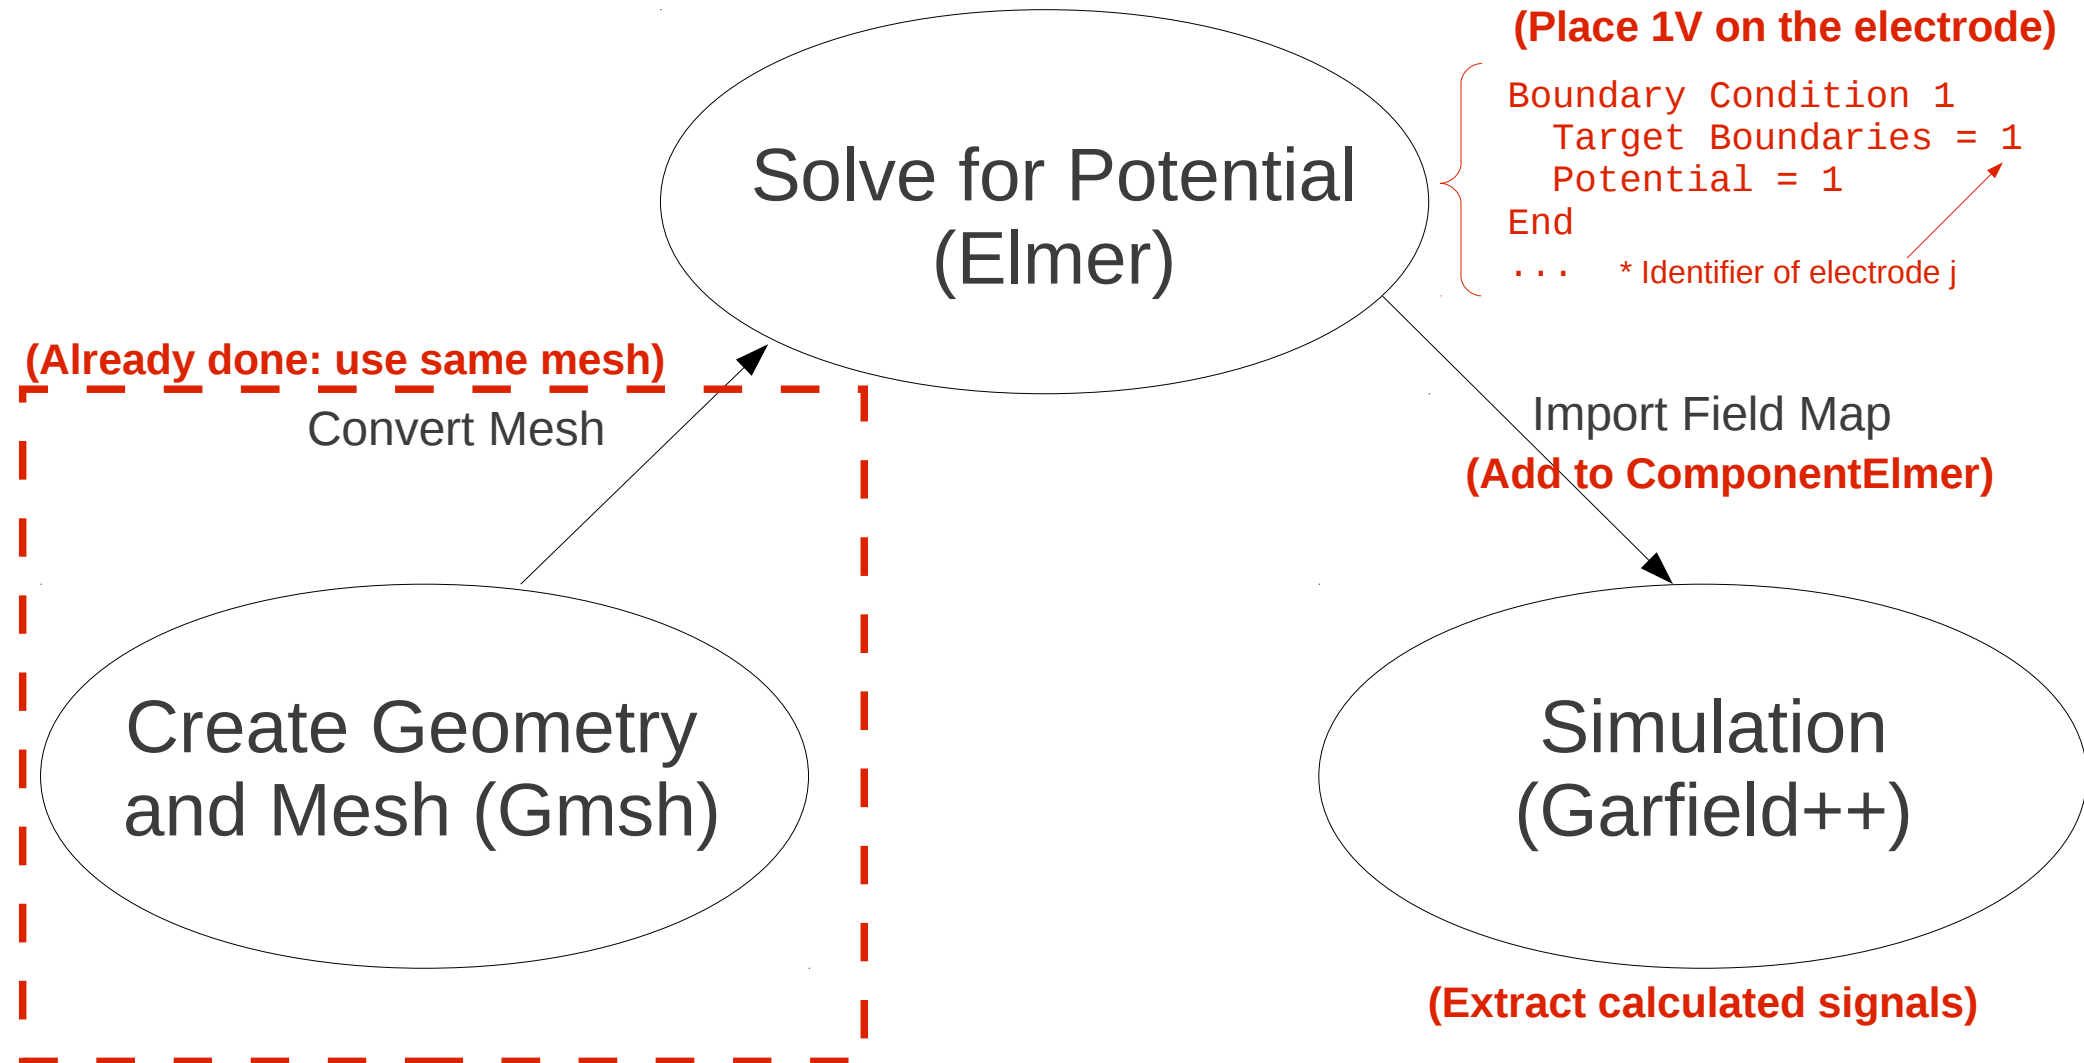 (Place 1V on the electrode)
Boundary Condition 1
Target Boundaries = 1
Potential = 1
End
... * Identifier of electrode j
Solve for Potential
(Elmer)
(Already done: use same mesh)
Convert Mesh
Import Field Map
(Add to ComponentElmer)
Create Geometry
and Mesh (Gmsh)
Simulation
(Garfield++)
(Extract calculated signals)